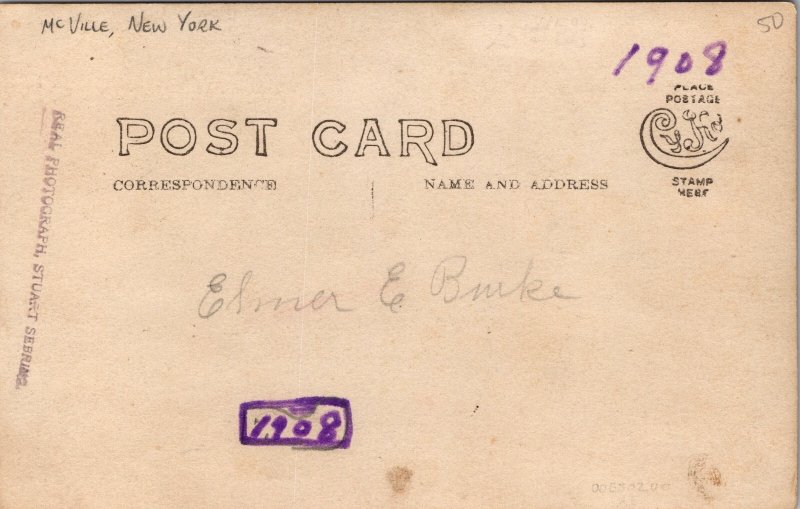 McVille, New York
50
1908
PLACE
POSTAGE
CyKo
STAMP
HERE
POST CARD
CORRESPONDENCE
NAME AND ADDRESS
REAL PHOTOGRAPH, STUART SEBRING.
Elmer E Burke
1908